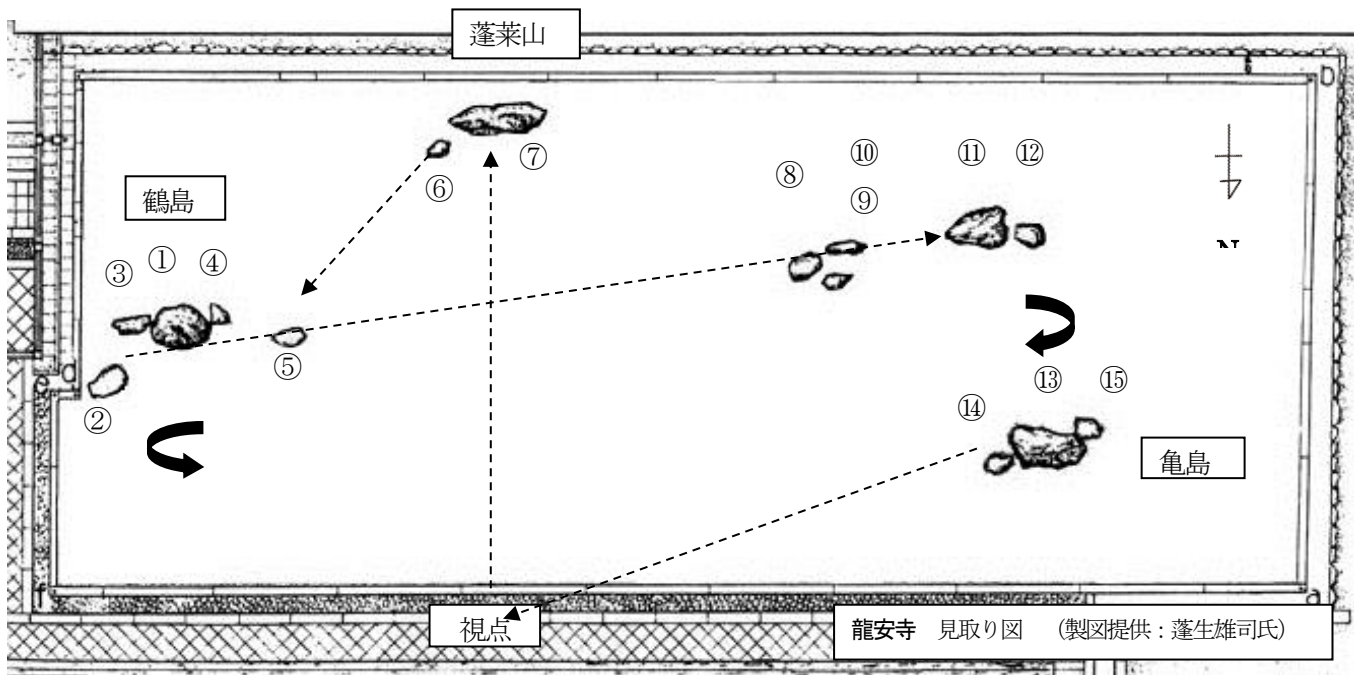 蓬莱山
⑩ ⑪ ⑫
⑦
⑧
⑥
鶴島
⑨
N
① ④
③
⑤
⑬ ⑮
②
⑭
亀島
視点
龍安寺 見取り図 (製図提供:蓬生雄司氏)